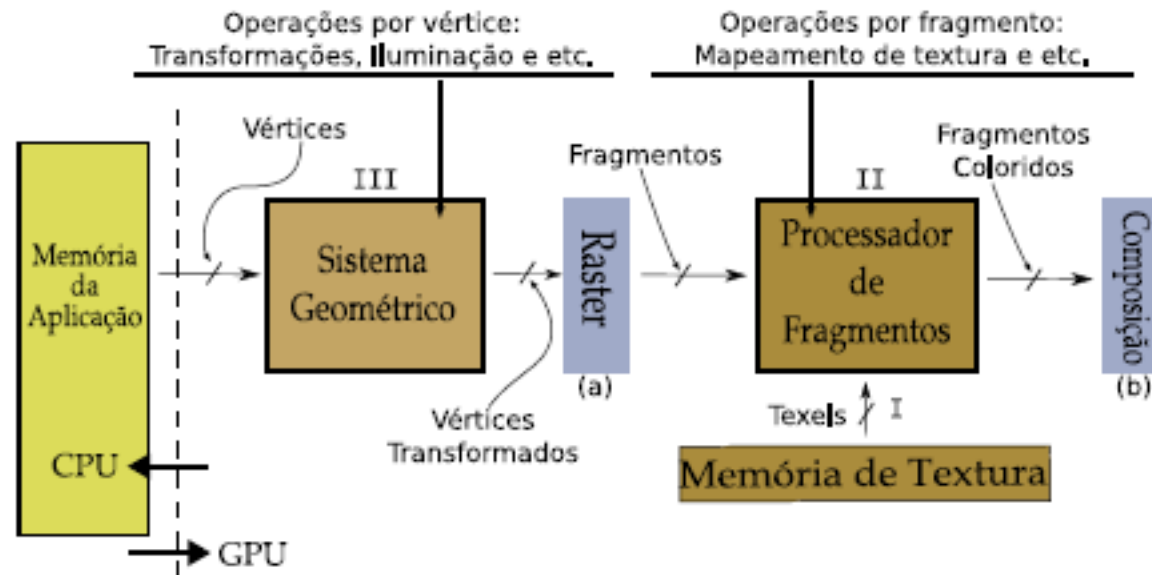 Operações por vértice:
Transformações, Iluminação e etc.
Operações por fragmento:
Mapeamento de textura e etc.
Vértices
Fragmentos
Fragmentos
Coloridos
III
II
Memória
da
Aplicação
Sistema
Geométrico
Raster
Processador
de
Fragmentos
Composição
(a)
(b)
Vértices
Transformados
Texels
I
Memória de Textura
CPU
GPU